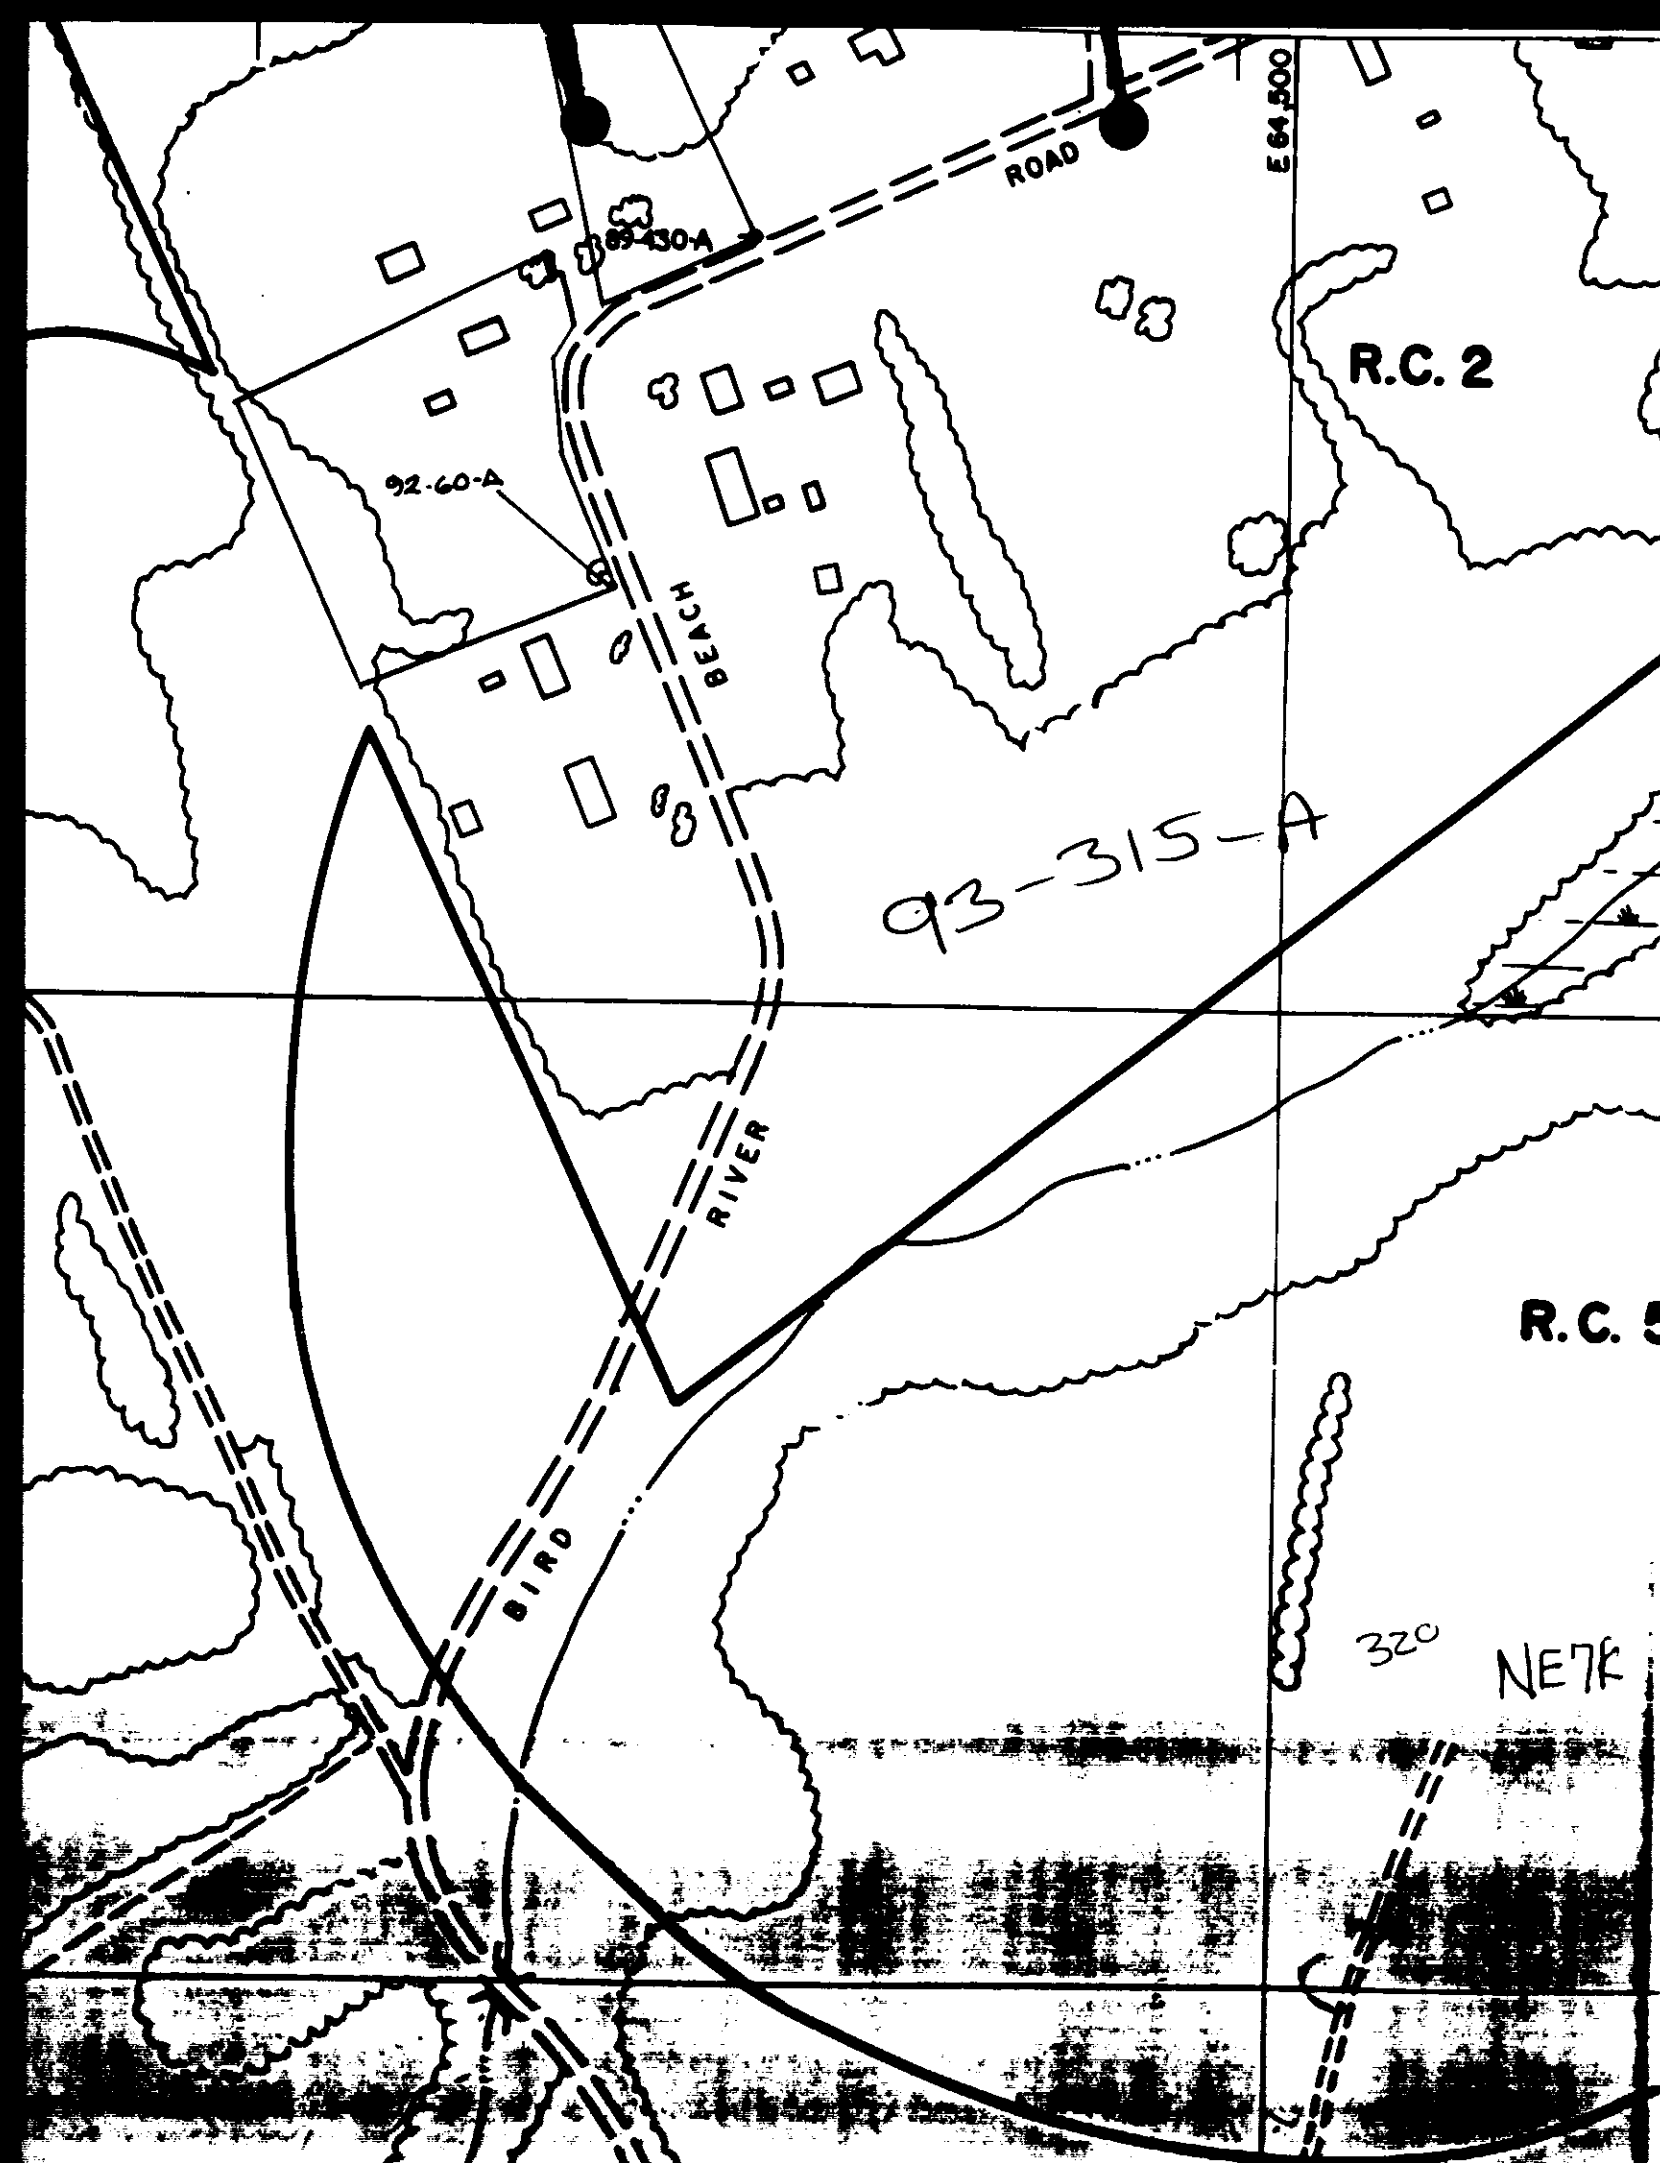 E 64,500
ROAD
89-430-A
R.C. 2
92-60-A
BEACH
93-315-A
RIVER
R.C. 5
BIRD
320
NE7K